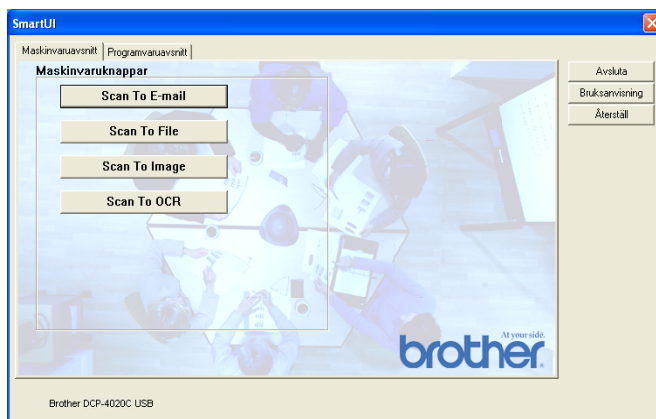 SmartUI
Maskinvaruavsnitt
Programvaruavsnitt
Maskinvaruknappar
Scan To E-mail
Scan To File
Scan To Image
Scan To OCR
Avsluta
Bruksanvisning
Återställ
At your side.
brother
Brother DCP-4020C USB